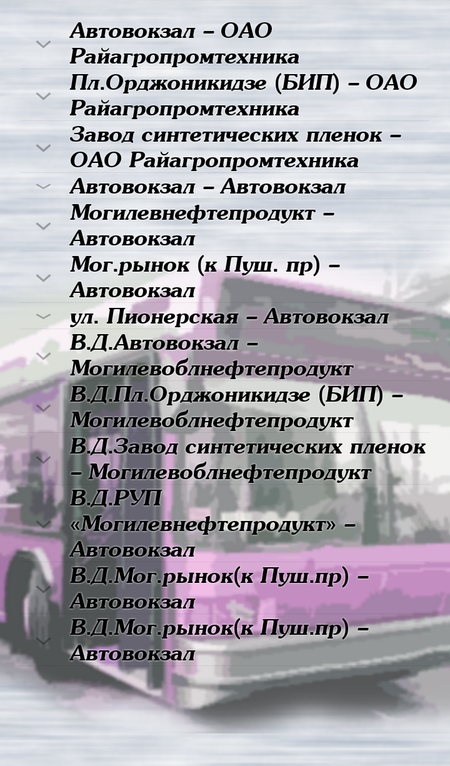 Автовокзал – ОАО
Райагропромтехника
Пл.Орджоникидзе (БИП) – ОАО
Райагропромтехника
Завод синтетических пленок –
ОАО Райагропромтехника
Автовокзал – Автовокзал
Могилевнефтепродукт –
Автовокзал
Мог.рынок (к Пуш. пр) –
Автовокзал
ул. Пионерская – Автовокзал
В.Д.Автовокзал –
Могилевоблнефтепродукт
В.Д.Пл.Орджоникидзе (БИП) –
Могилевоблнефтепродукт
В.Д.Завод синтетических пленок
– Могилевоблнефтепродукт
В.Д.РУП
«Могилевнефтепродукт» –
Автовокзал
В.Д.Мог.рынок(к Пуш.пр) –
Автовокзал
В.Д.Мог.рынок(к Пуш.пр) –
Автовокзал